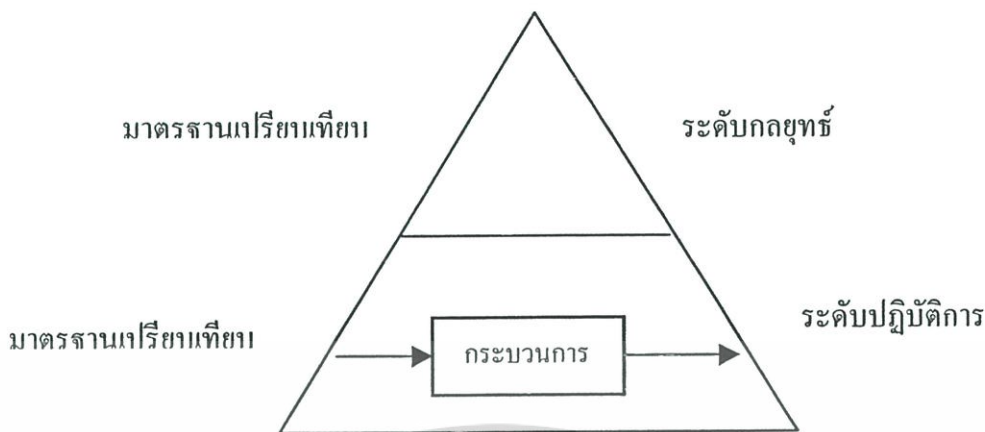 มาตรฐานเปรียบเทียบ
ระดับกลยุทธ์
ระดับปฏิบัติการ
มาตรฐานเปรียบเทียบ
กระบวนการ